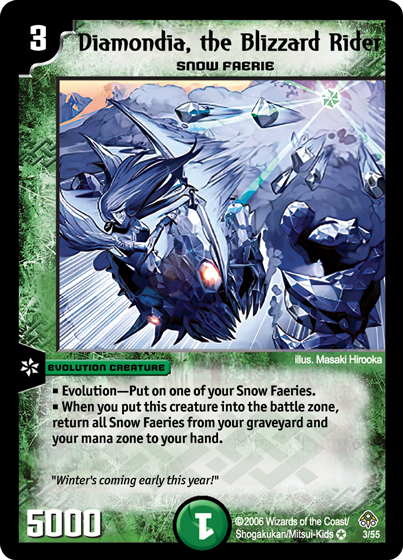 3 Diamondia, the Blizzard Rider
SNOW FAERIE
illus. Masaki Hirooka
EVOLUTION CREATURE
▪ Evolution—Put on one of your Snow Faeries.
▪ When you put this creature into the battle zone,
return all Snow Faeries from your graveyard and
your mana zone to your hand.
"Winter's coming early this year!"
5000 1 ©2006 Wizards of the Coast/
Shogakukan/Mitsui-Kids ✪ 3/55